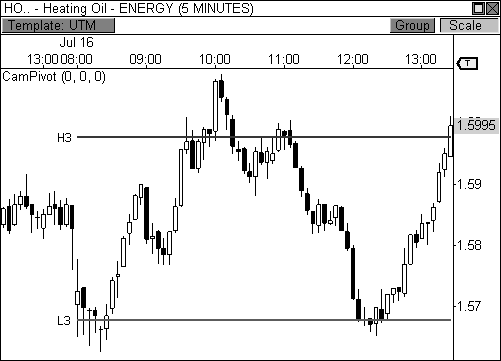 HO.. - Heating Oil - ENERGY (5 MINUTES)
Template: UTM Group Scale
Jul 16
13:00 08:00 09:00 10:00 11:00 12:00 13:00
T
CamPivot (0, 0, 0)
1.5995
H3
1.59
1.58
1.57
L3